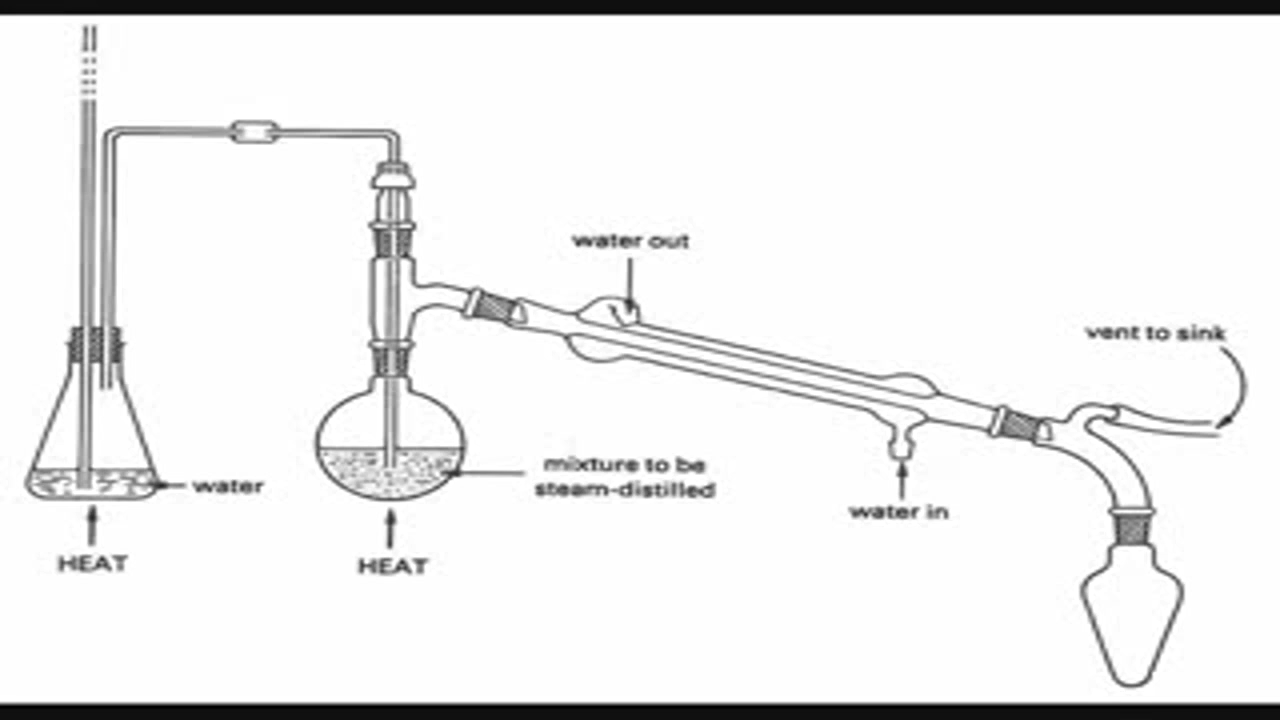 water out
vent to sink
water
mixture to be
steam-distilled
water in
HEAT
HEAT